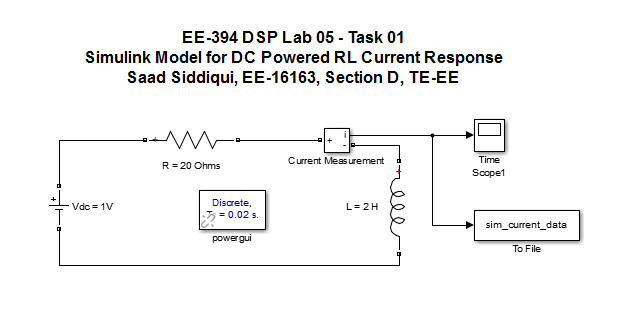 EE-394 DSP Lab 05 - Task 01
Simulink Model for DC Powered RL Current Response
Saad Siddiqui, EE-16163, Section D, TE-EE
+
R = 20 Ohms
+
i
-
Current Measurement
Time
Scope1
+
Vdc = 1V
Discrete,
= 0.02 s.
powergui
+
L = 2 H
sim_current_data
To File